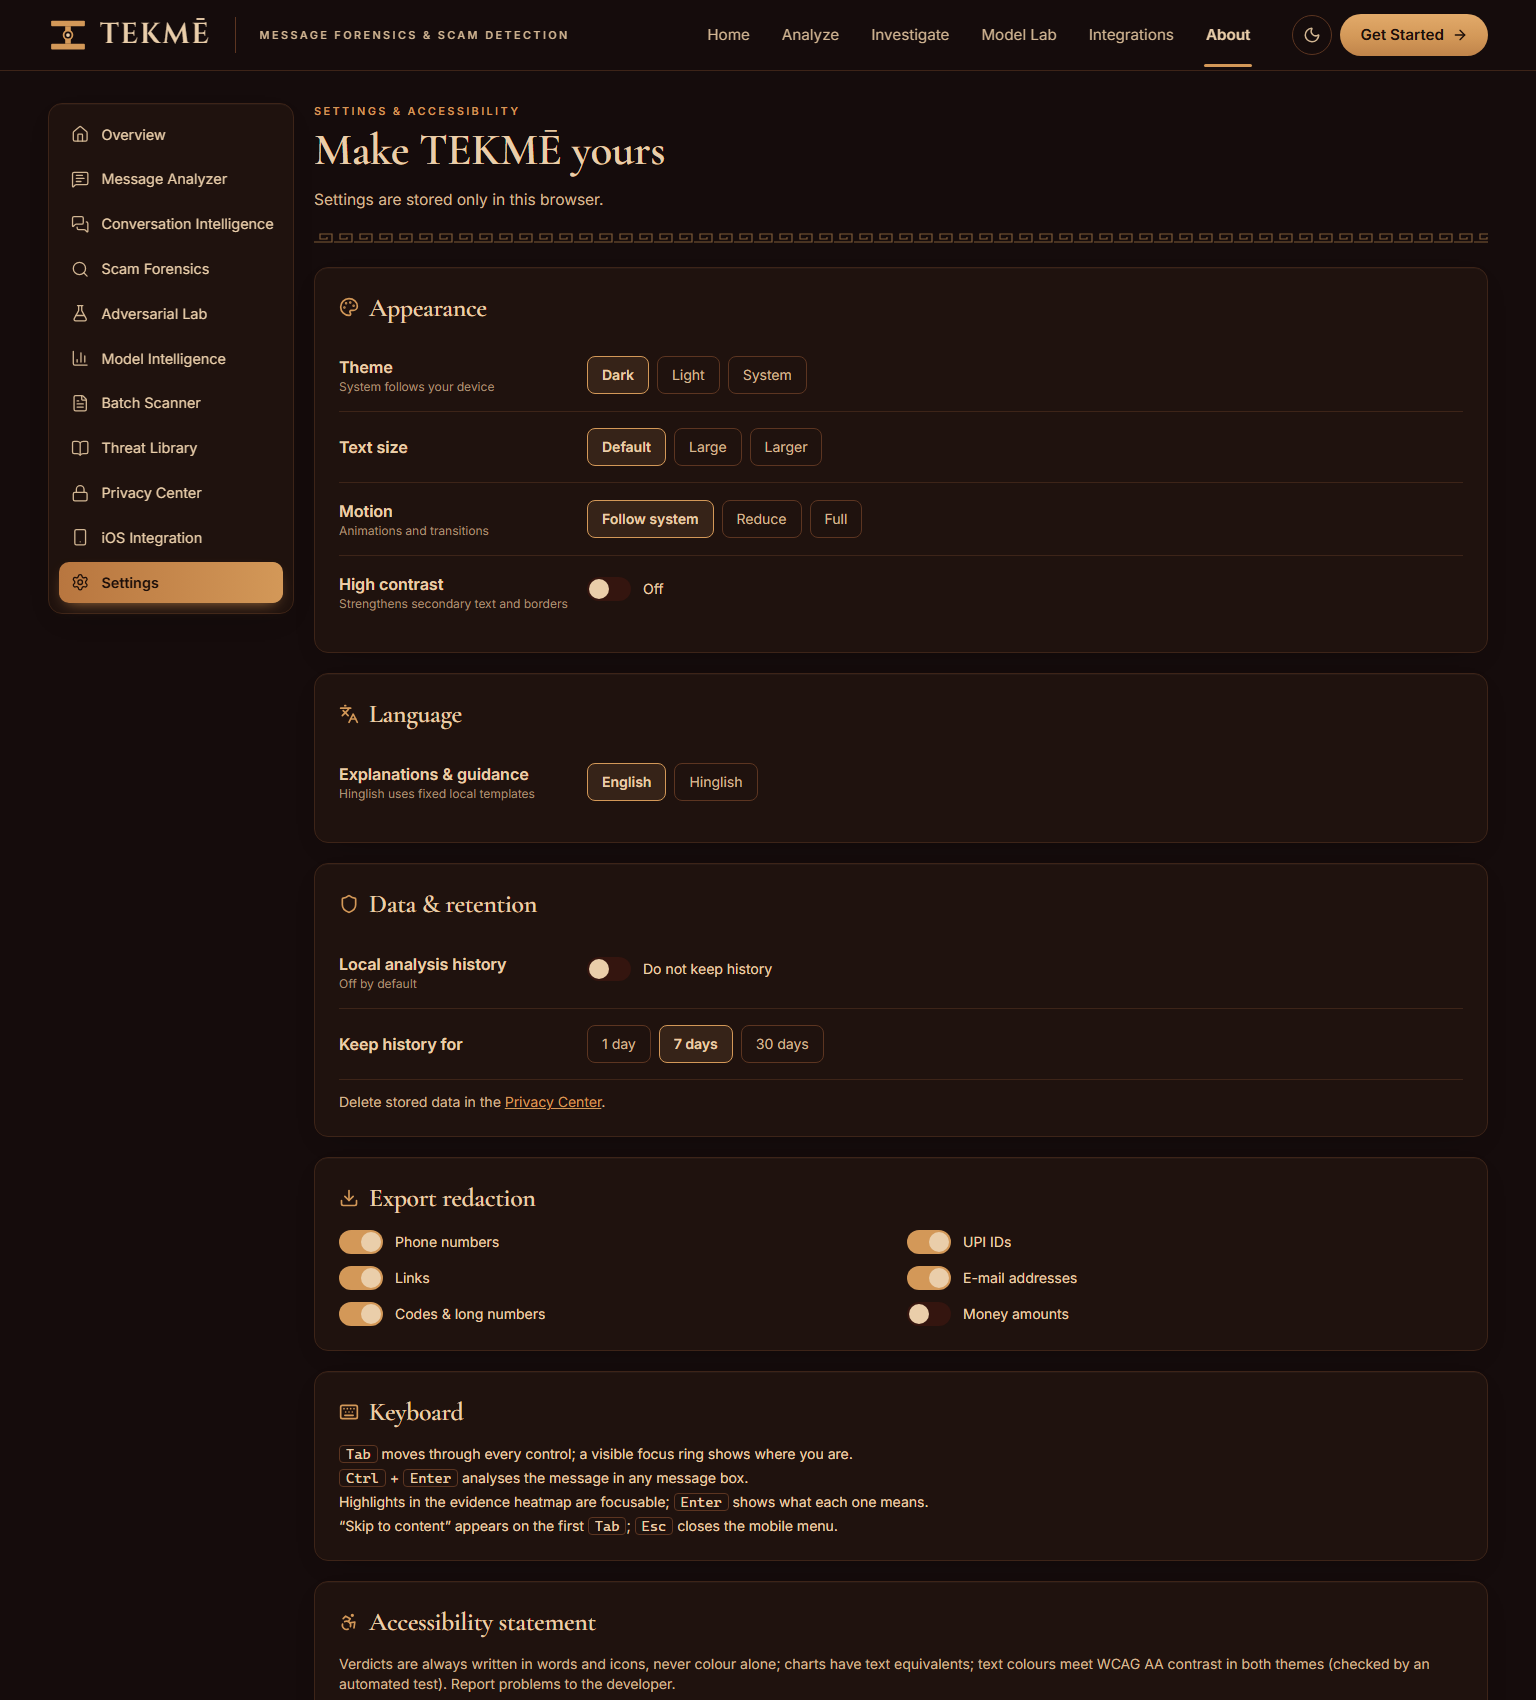 TEKMĒ
MESSAGE FORENSICS & SCAM DETECTION
Home
Analyze
Investigate
Model Lab
Integrations
About
Get Started
Overview
Message Analyzer
Conversation Intelligence
Scam Forensics
Adversarial Lab
Model Intelligence
Batch Scanner
Threat Library
Privacy Center
iOS Integration
Settings
SETTINGS & ACCESSIBILITY
Make TEKMĒ yours
Settings are stored only in this browser.
Appearance
Theme
System follows your device
Dark
Light
System
Text size
Default
Large
Larger
Motion
Animations and transitions
Follow system
Reduce
Full
High contrast
Strengthens secondary text and borders
Off
Language
Explanations & guidance
Hinglish uses fixed local templates
English
Hinglish
Data & retention
Local analysis history
Off by default
Do not keep history
Keep history for
1 day
7 days
30 days
Delete stored data in the Privacy Center.
Export redaction
Phone numbers
UPI IDs
Links
E-mail addresses
Codes & long numbers
Money amounts
Keyboard
Tab moves through every control; a visible focus ring shows where you are.
Ctrl + Enter analyses the message in any message box.
Highlights in the evidence heatmap are focusable; Enter shows what each one means.
“Skip to content” appears on the first Tab; Esc closes the mobile menu.
Accessibility statement
Verdicts are always written in words and icons, never colour alone; charts have text equivalents; text colours meet WCAG AA contrast in both themes (checked by an
automated test). Report problems to the developer.